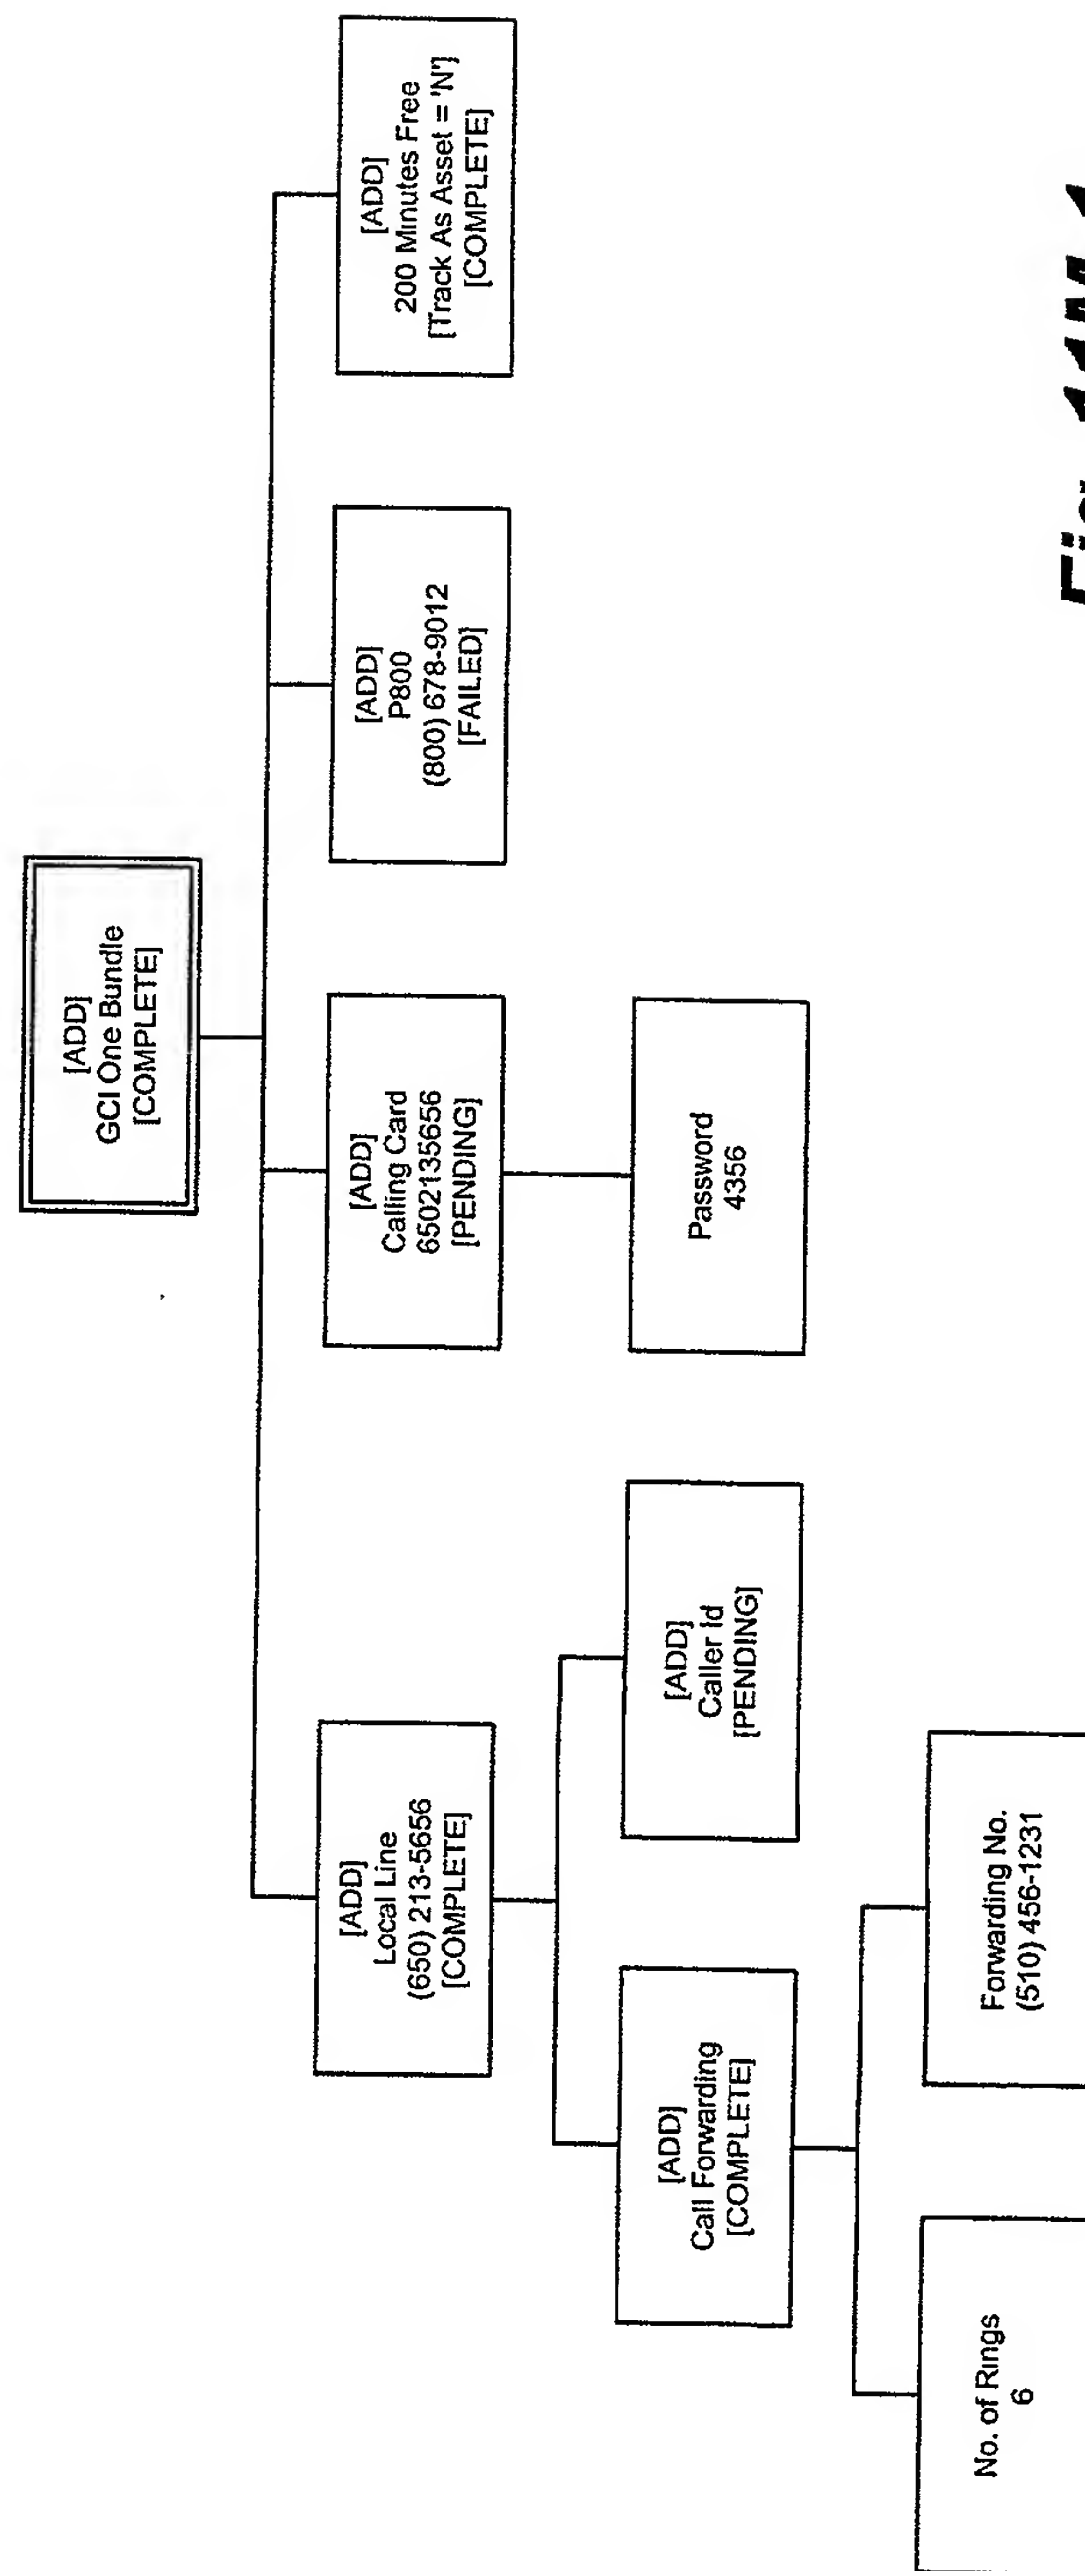 [ADD]
GCI One Bundle
[COMPLETE]
[ADD]
Local Line
(650) 213-5656
[COMPLETE]
[ADD]
Calling Card
6502135656
[PENDING]
[ADD]
P800
(800) 678-9012
[FAILED]
[ADD]
200 Minutes Free
[Track As Asset = 'N']
[COMPLETE]
[ADD]
Call Forwarding
[COMPLETE]
[ADD]
Caller Id
[PENDING]
Password
4356
No. of Rings
6
Forwarding No.
(510) 456-1231